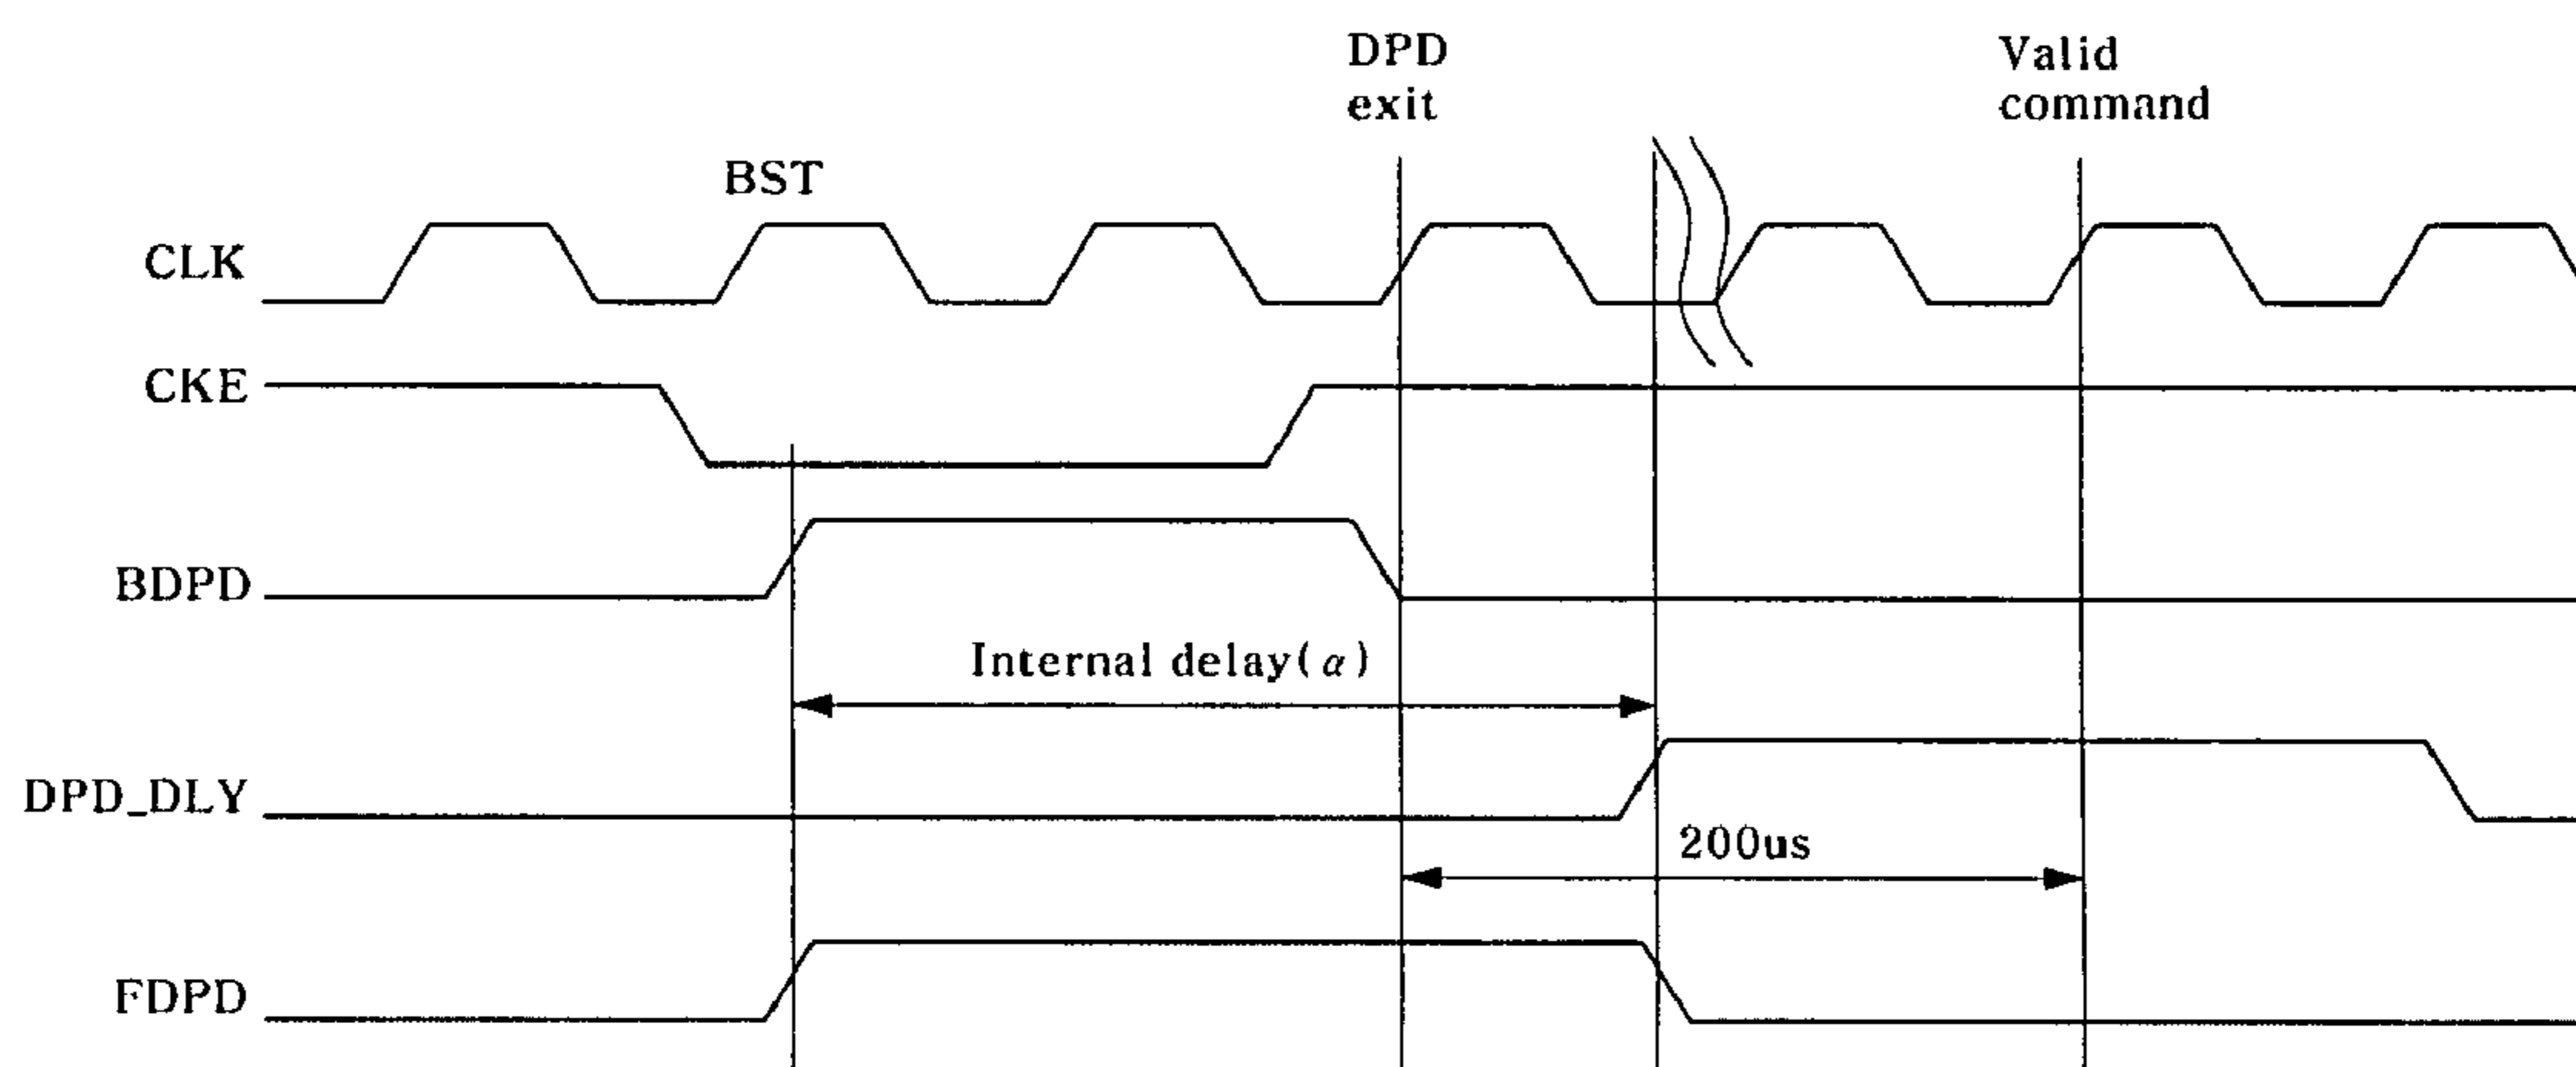 DPD
exit
Valid
command
BST
CLK
CKE
BDPD
Internal delay(α)
DPD_DLY
200us
FDPD